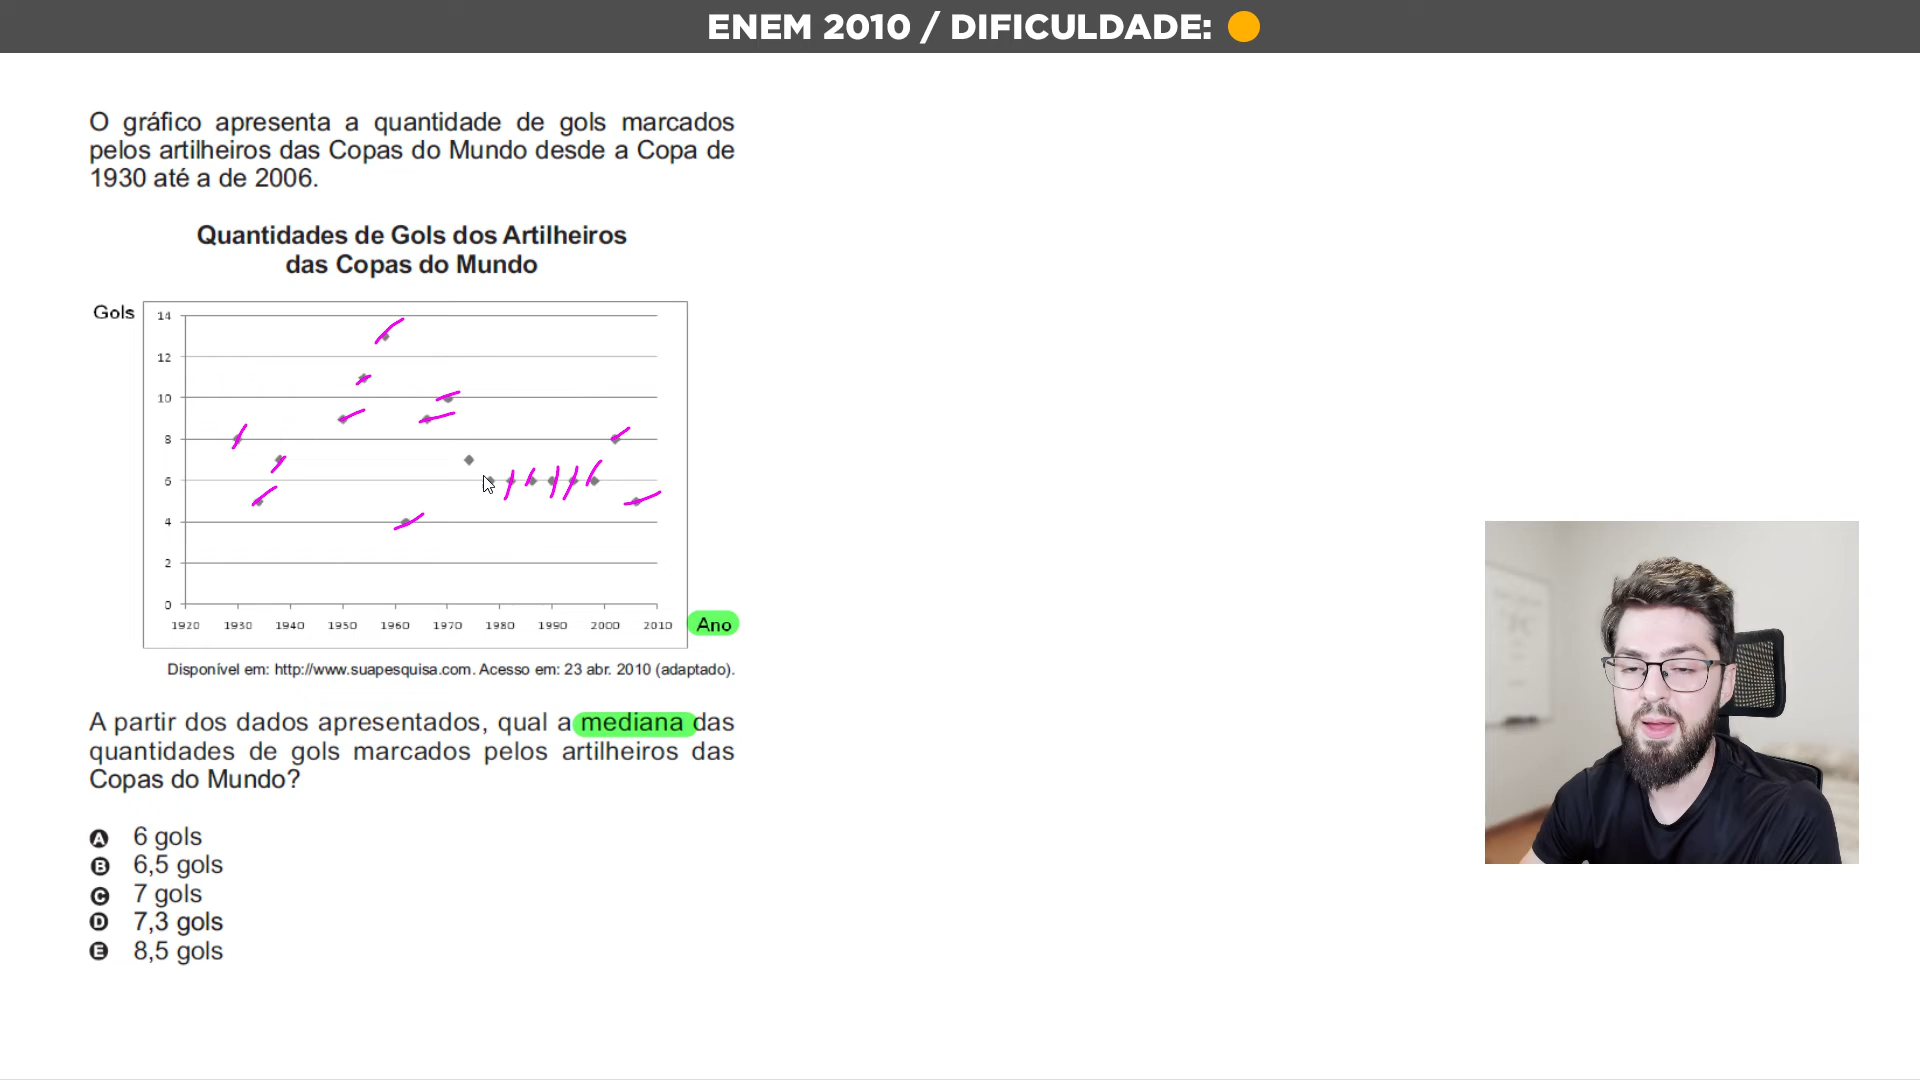 ENEM 2010 / DIFICULDADE:
O gráfico apresenta a quantidade de gols marcados
pelos artilheiros das Copas do Mundo desde a Copa de
1930 até a de 2006.
Quantidades de Gols dos Artilheiros
das Copas do Mundo
Gols
14
12
10
8
6
4
2
0
1920 1930 1940 1950 1960 1970 1980 1990 2000 2010
Ano
Disponível em: http://www.suapesquisa.com. Acesso em: 23 abr. 2010 (adaptado).
A partir dos dados apresentados, qual a mediana das
quantidades de gols marcados pelos artilheiros das
Copas do Mundo?
A 6 gols
B 6,5 gols
C 7 gols
D 7,3 gols
E 8,5 gols